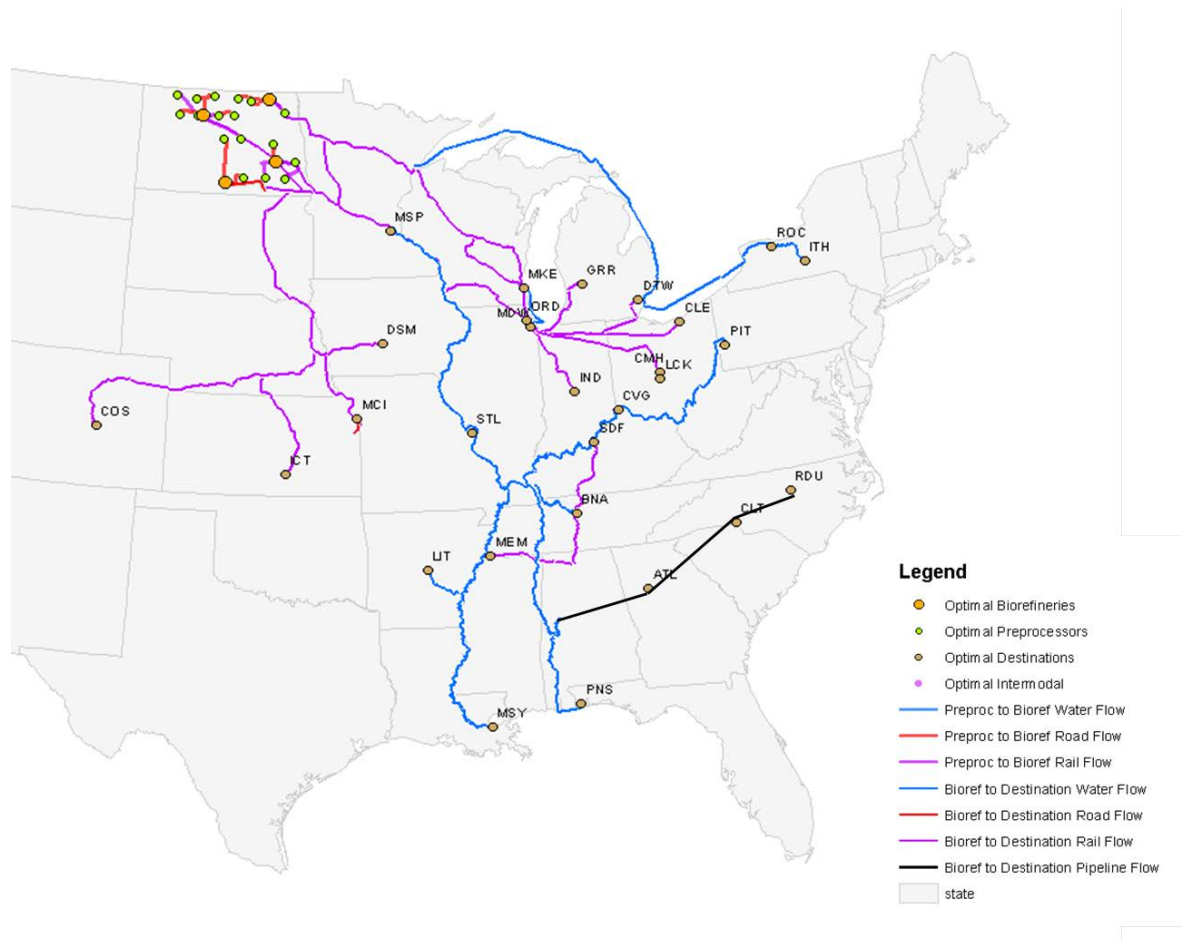 MSP
ROC
ITH
MKE
GRR
DTW
ORD
MDW
CLE
DSM
PIT
CMH
LCK
IND
COS
MCI
CVG
STL
SDF
ICT
RDU
BNA
CLT
MEM
LIT
ATL
PNS
MSY
Legend
Optimal Biorefineries
Optimal Preprocessors
Optimal Destinations
Optimal Intermodal
Preproc to Bioref Water Flow
Preproc to Bioref Road Flow
Preproc to Bioref Rail Flow
Bioref to Destination Water Flow
Bioref to Destination Road Flow
Bioref to Destination Rail Flow
Bioref to Destination Pipeline Flow
state